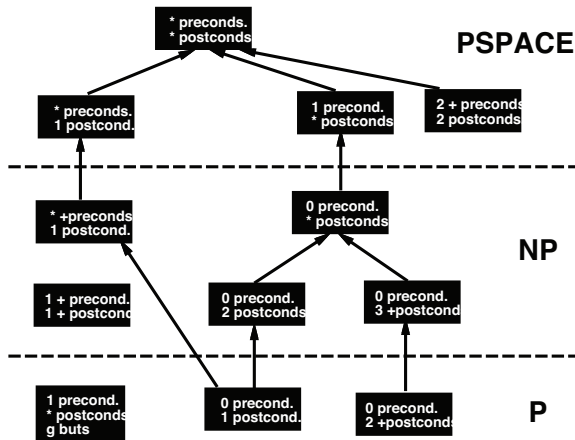 * preconds.
* postconds
PSPACE
* preconds.
1 postcond.
1 precond.
* postconds
2 + preconds
2 postconds
* +preconds
1 postcond.
0 precond.
* postconds
NP
1 + precond.
1 + postcond
0 precond.
2 postconds
0 precond.
3 +postcond
1 precond.
* postconds
g buts
0 precond.
1 postcond.
0 precond.
2 +postconds
P